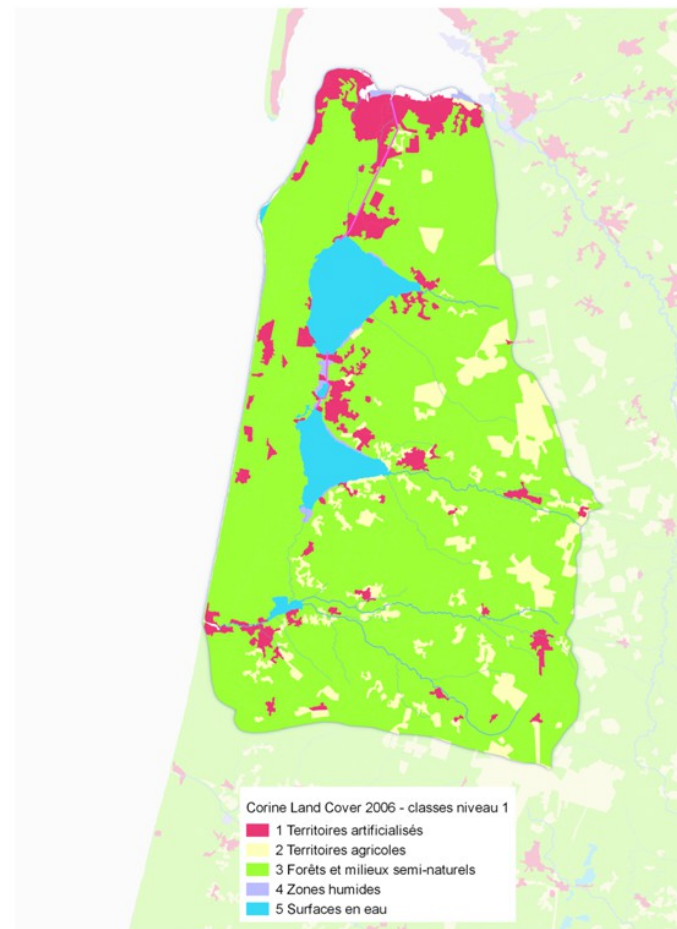 Corine Land Cover 2006 - classes niveau 1
1 Territoires artificialisés
2 Territoires agricoles
3 Forêts et milieux semi-naturels
4 Zones humides
5 Surfaces en eau